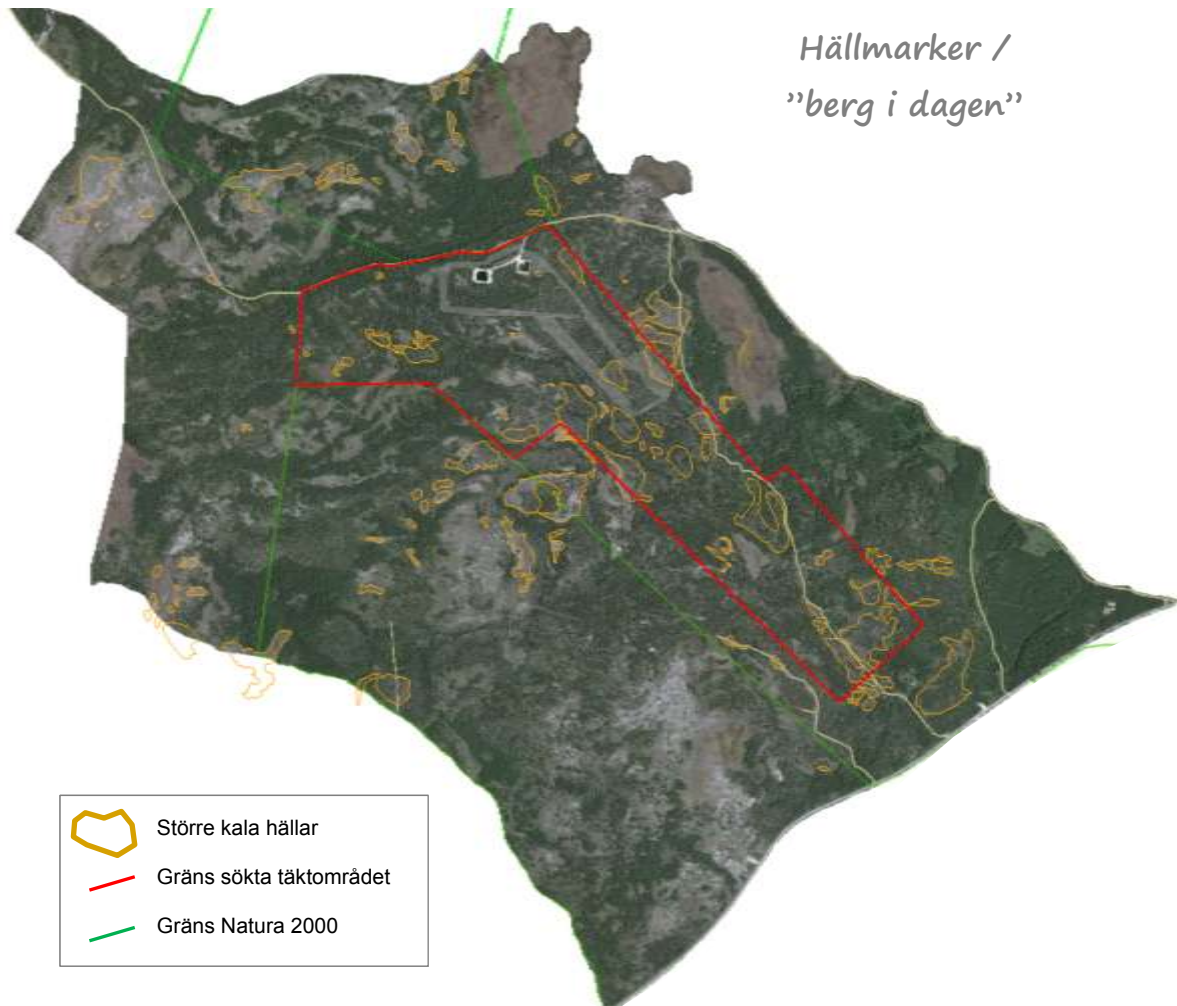 Hällmarker /
”berg i dagen”
Större kala hällar
Gräns sökta täktområdet
Gräns Natura 2000